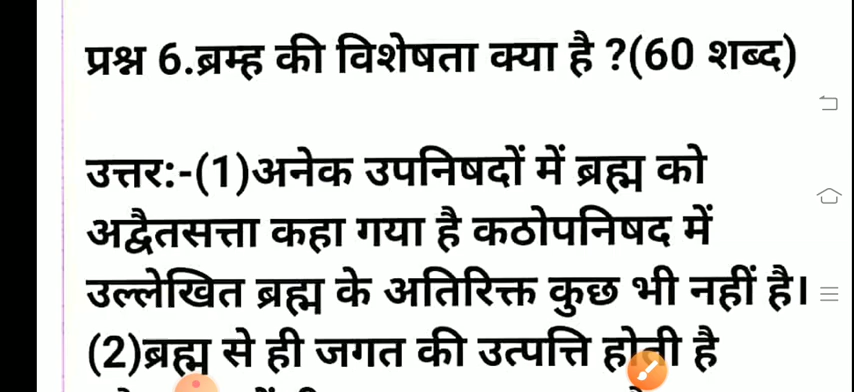 प्रश्न 6.ब्रम्ह की विशेषता क्या है ?(60 शब्द)
उत्तर:-(1)अनेक उपनिषदों में ब्रह्म को
अद्वैतसत्ता कहा गया है कठोपनिषद में
उल्लेखित ब्रह्म के अतिरिक्त कुछ भी नहीं है।
(2)ब्रह्म से ही जगत की उत्पत्ति होती है